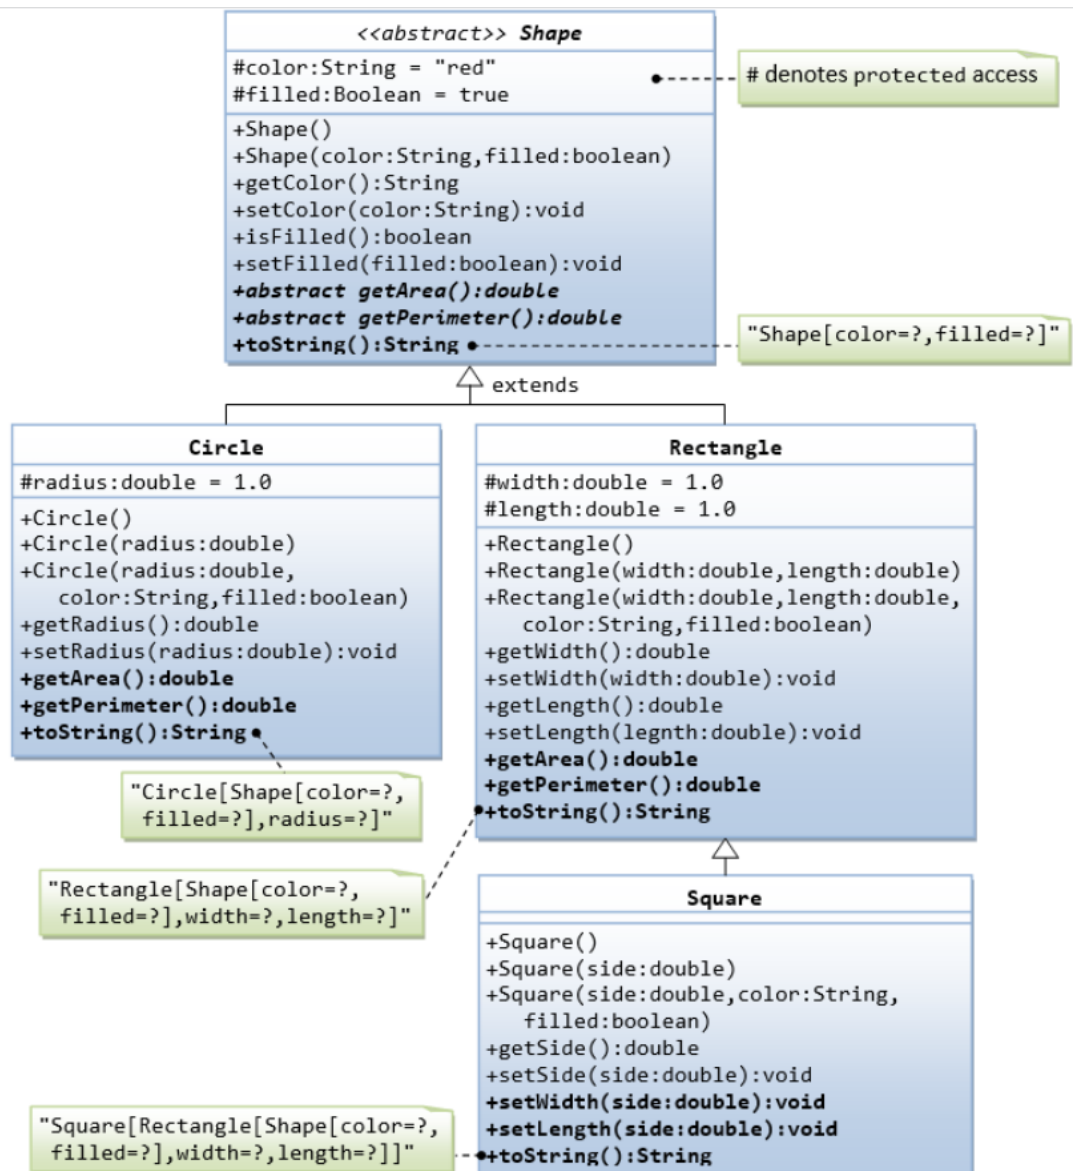 <<abstract>> Shape
#color:String = "red"
#filled:Boolean = true
# denotes protected access
+Shape()
+Shape(color:String,filled:boolean)
+getColor():String
+setColor(color:String):void
+isFilled():boolean
+setFilled(filled:boolean):void
+abstract getArea():double
+abstract getPerimeter():double
+toString():String
"Shape[color=?,filled=?]"
extends
Circle
#radius:double = 1.0
+Circle()
+Circle(radius:double)
+Circle(radius:double,
color:String,filled:boolean)
+getRadius():double
+setRadius(radius:double):void
+getArea():double
+getPerimeter():double
+toString():String
"Circle[Shape[color=?,
filled=?],radius=?]"
Rectangle
#width:double = 1.0
#length:double = 1.0
+Rectangle()
+Rectangle(width:double,length:double)
+Rectangle(width:double,length:double,
color:String,filled:boolean)
+getWidth():double
+setWidth(width:double):void
+getLength():double
+setLength(legnth:double):void
+getArea():double
+getPerimeter():double
+toString():String
"Rectangle[Shape[color=?,
filled=?],width=?,length=?]"
Square
+Square()
+Square(side:double)
+Square(side:double,color:String,
filled:boolean)
+getSide():double
+setSide(side:double):void
+setWidth(side:double):void
+setLength(side:double):void
+toString():String
"Square[Rectangle[Shape[color=?,
filled=?],width=?,length=?]]"